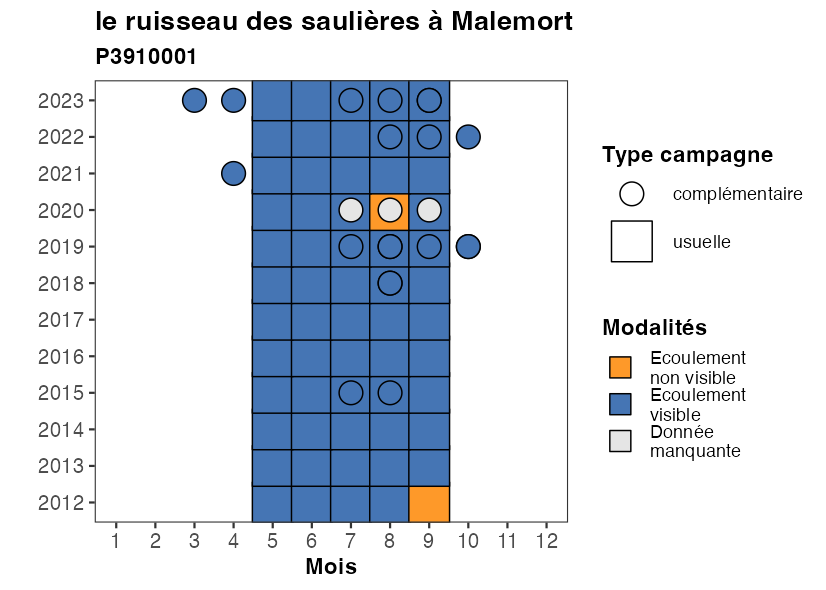 le ruisseau des saulières à Malemort
P3910001
2023
2022
2021
2020
2019
2018
2017
2016
2015
2014
2013
2012
1 2 3 4 5 6 7 8 9 10 11 12
Mois
Type campagne
complémentaire
usuelle
Modalités
Ecoulement
non visible
Ecoulement
visible
Donnée
manquante